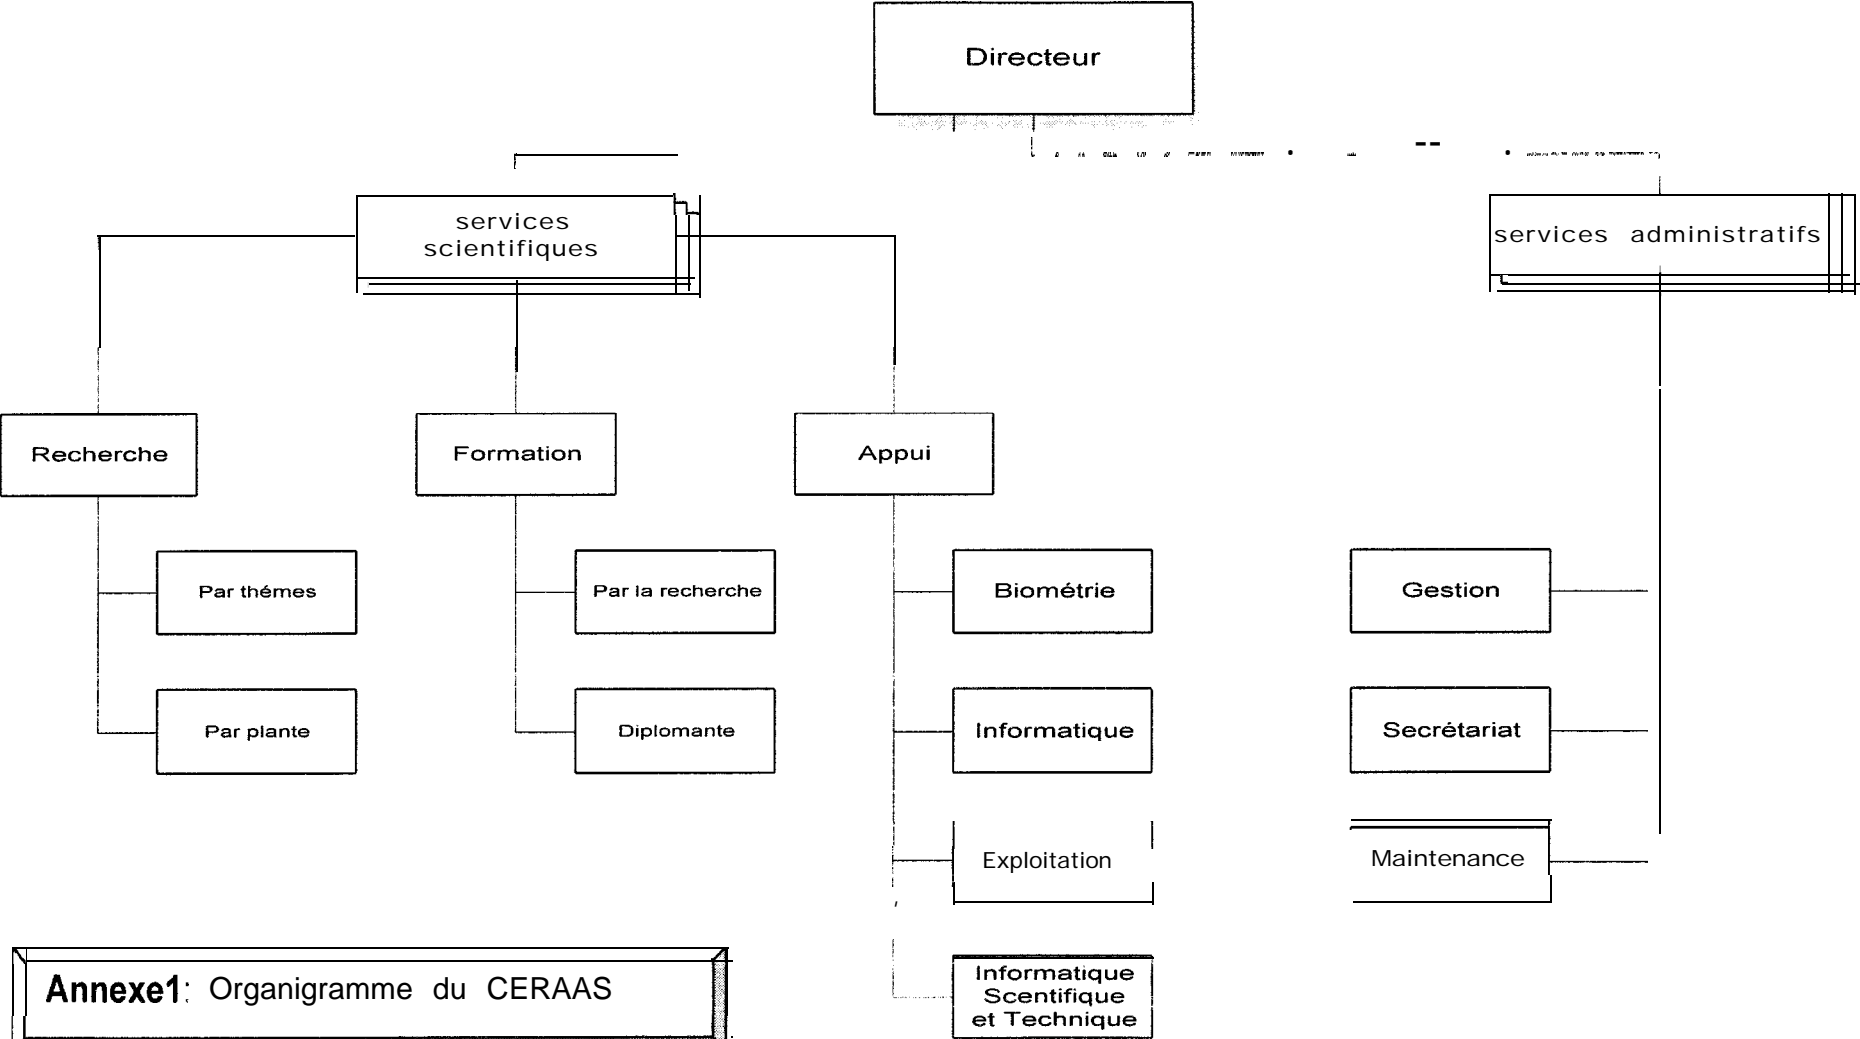 Directeur
services
scientifiques
services administratifs
Recherche
Formation
Appui
Par thémes
Par la recherche
Biométrie
Gestion
Par plante
Diplomante
Informatique
Secrétariat
Exploitation
Maintenance
Informatique
Scentifique
et Technique
Annexe1: Organigramme du CERAAS